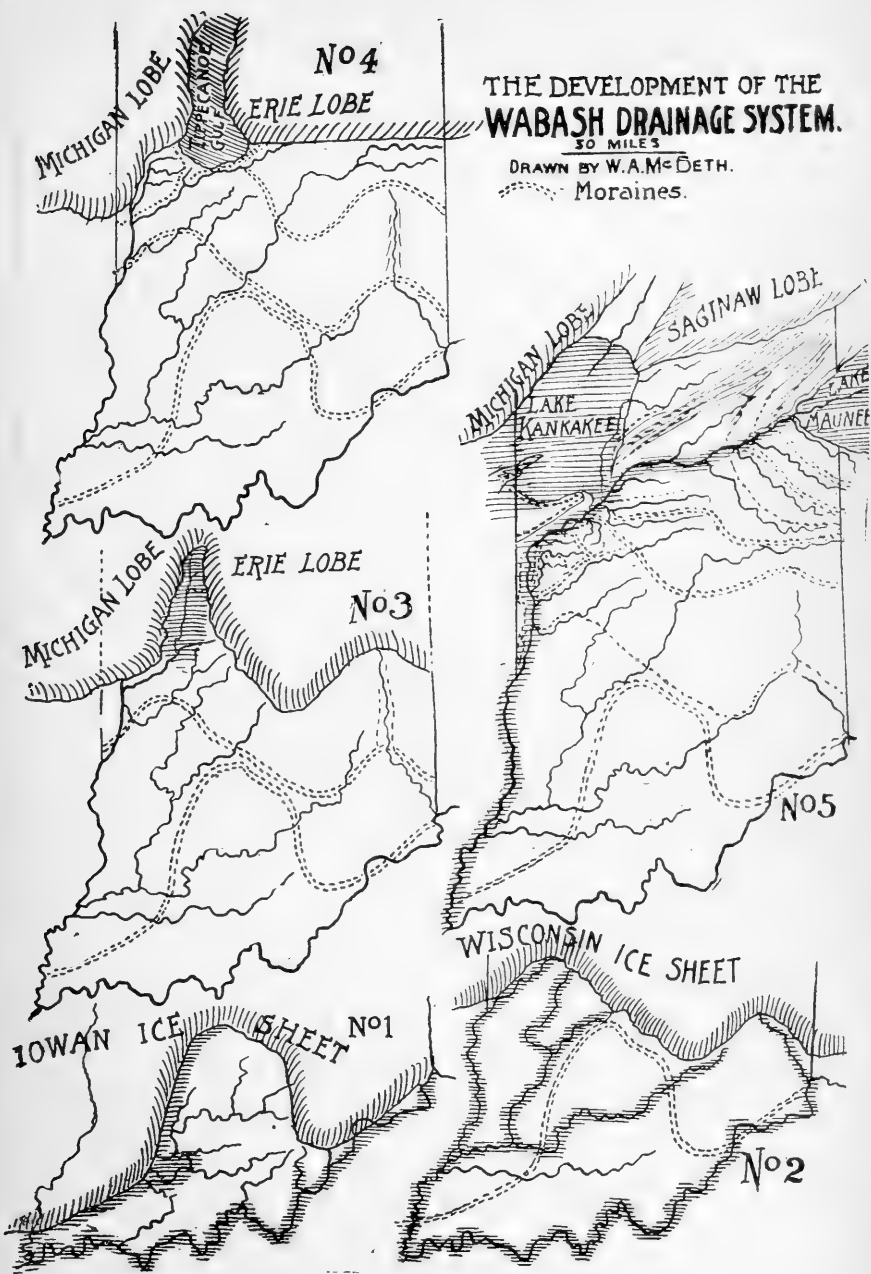 THE DEVELOPMENT OF THE
WABASH DRAINAGE SYSTEM.
50 MILES
DRAWN BY W.A.McBETH.
Moraines.
No4
MICHIGAN LOBE
TIPPECANOE
GULF
ERIE LOBE
MICHIGAN LOBE
SAGINAW LOBE
LAKE
KANKAKEE
LAKE
MAUNEE
No5
MICHIGAN LOBE
ERIE LOBE
No3
IOWAN ICE SHEET
No1
WISCONSIN ICE SHEET
No2